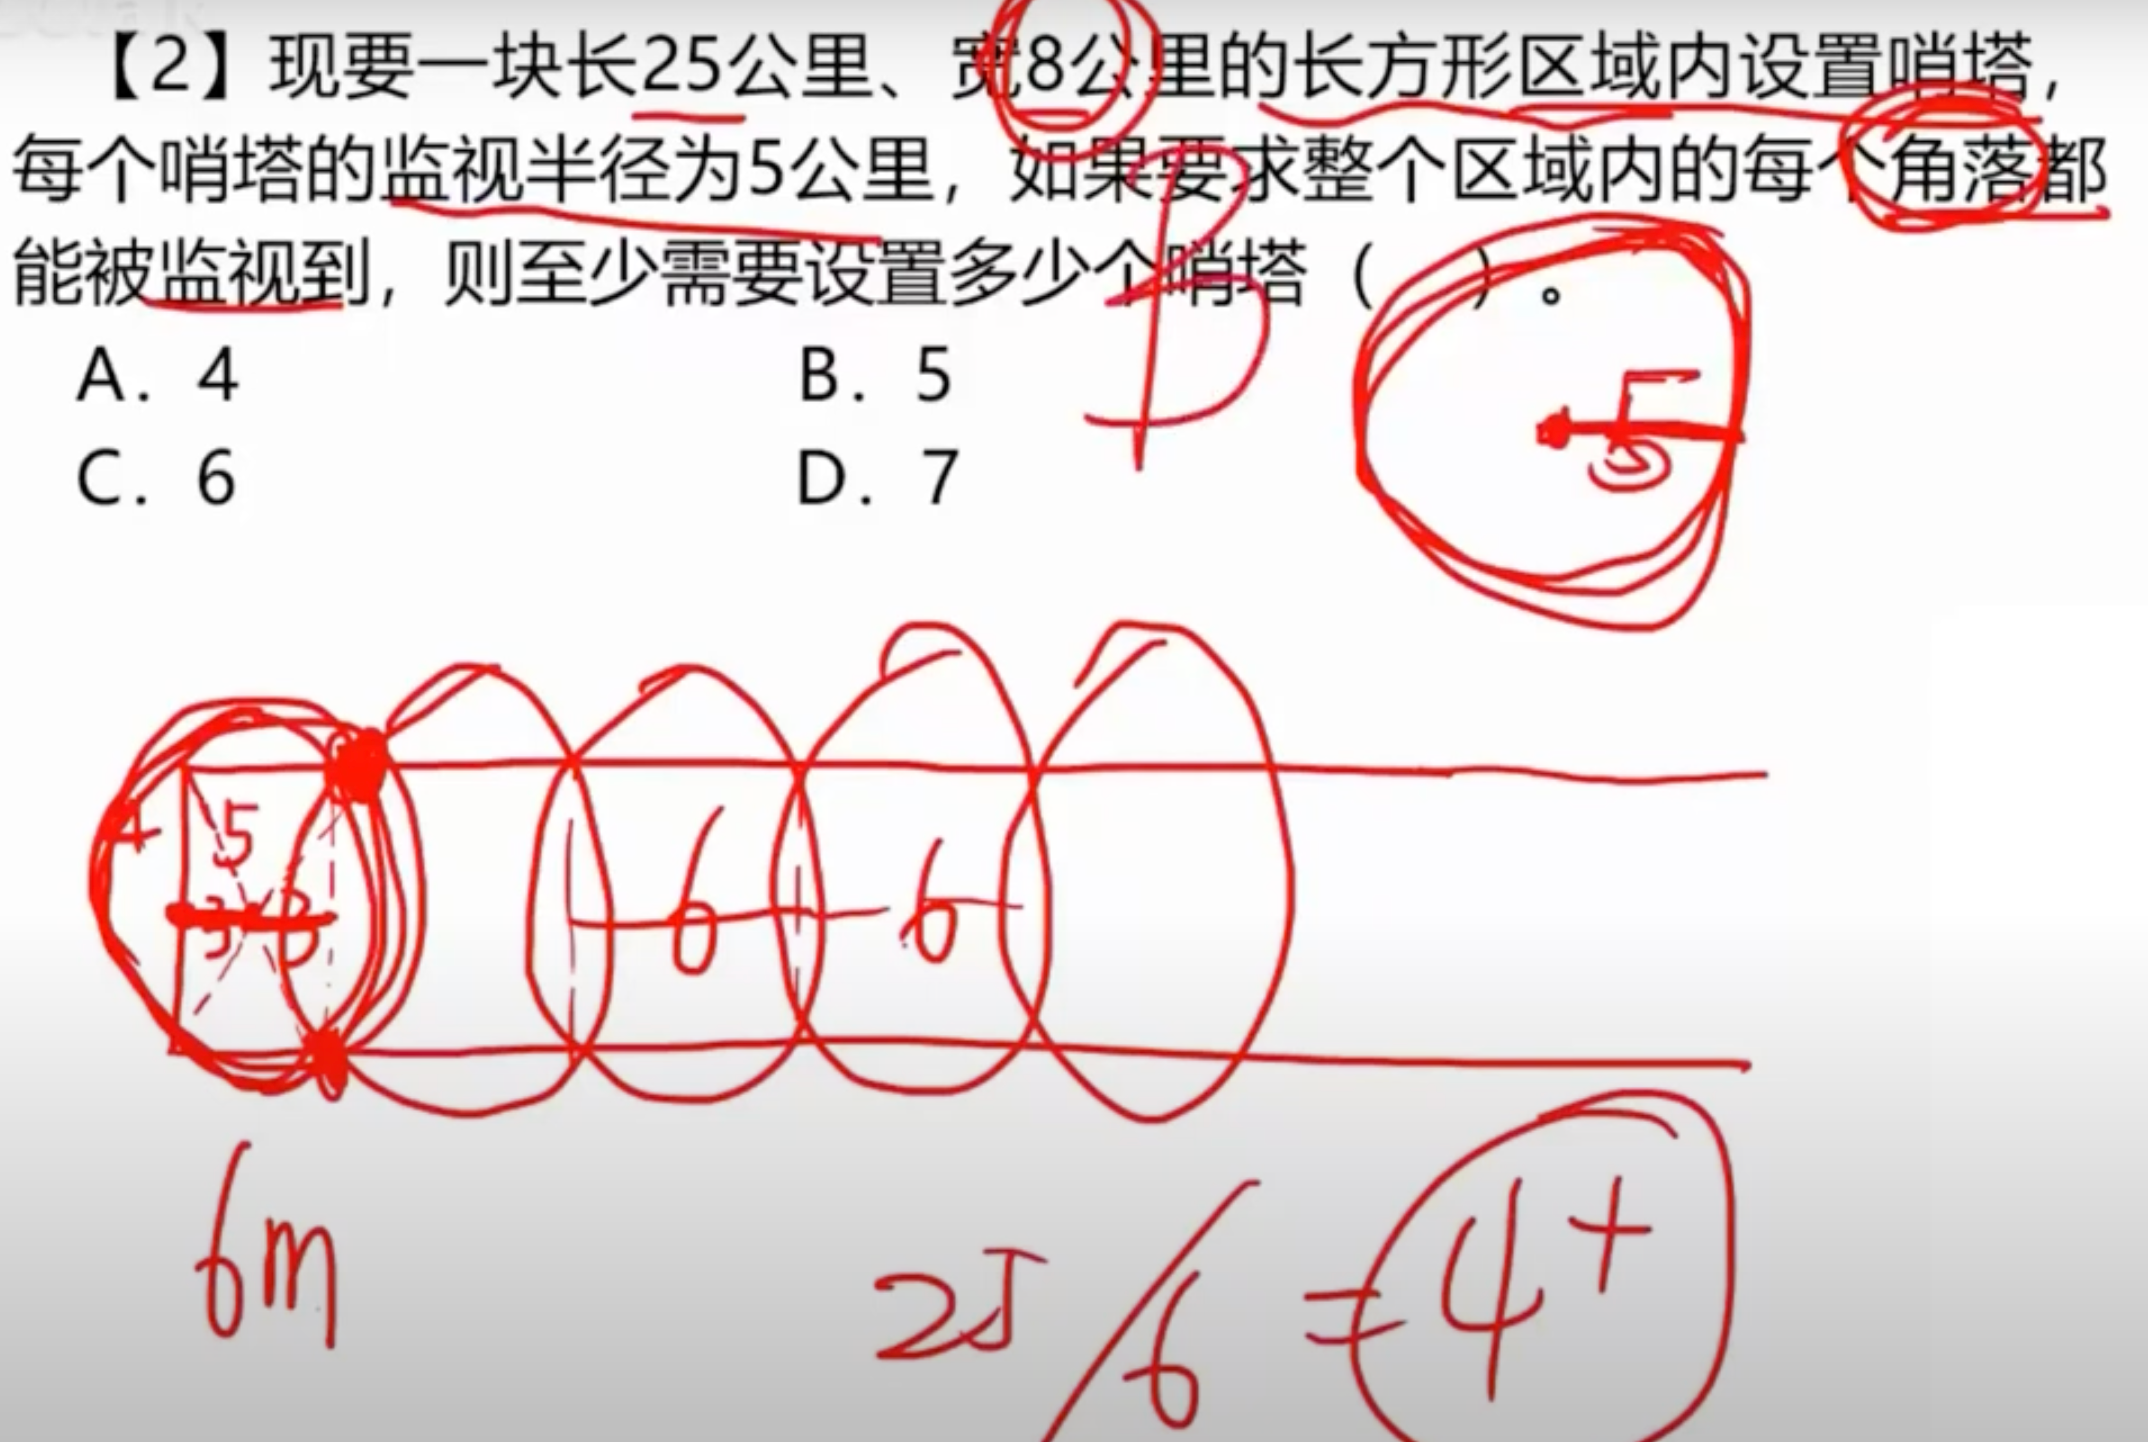 【2】现要一块长25公里、宽8公里的长方形区域内设置哨塔，
每个哨塔的监视半径为5公里，如果要求整个区域内的每个角落都
能被监视到，则至少需要设置多少个哨塔（  ）。
A. 4 B. 5
C. 6 D. 7
B
5
4 5
3 3 6 6
6m
25/6=4+